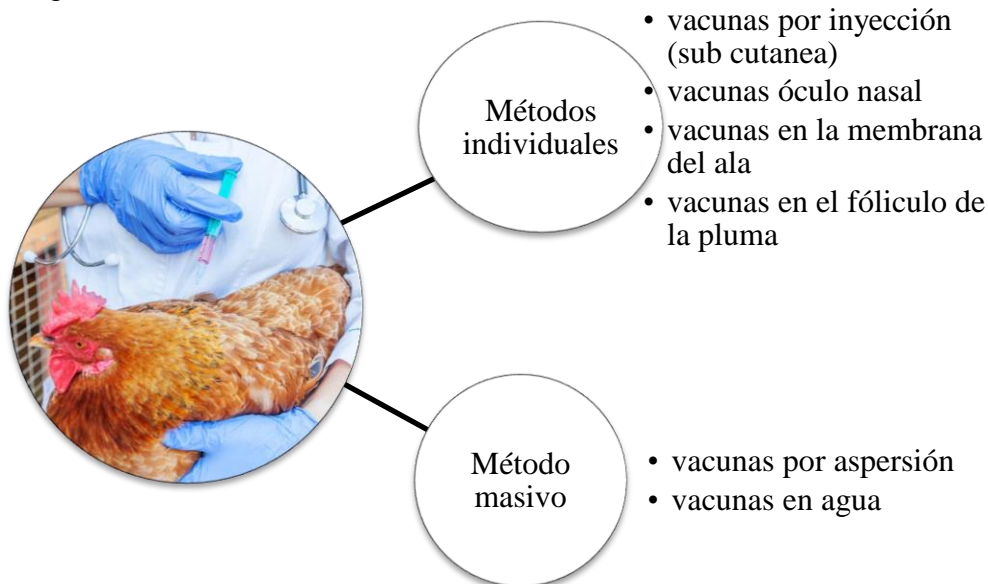 Métodos
individuales
• vacunas por inyección
(sub cutanea)
• vacunas óculo nasal
• vacunas en la membrana
del ala
• vacunas en el fóliculo de
la pluma
Método
masivo
• vacunas por aspersión
• vacunas en agua